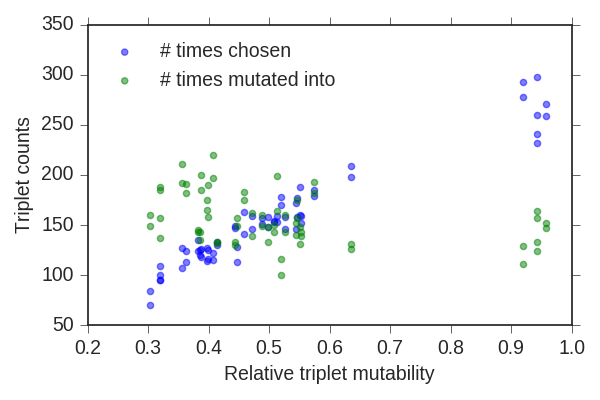 350
# times chosen
300
# times mutated into
250
Triplet counts
200
150
100
50
0.2 0.3 0.4 0.5 0.6 0.7 0.8 0.9 1.0
Relative triplet mutability